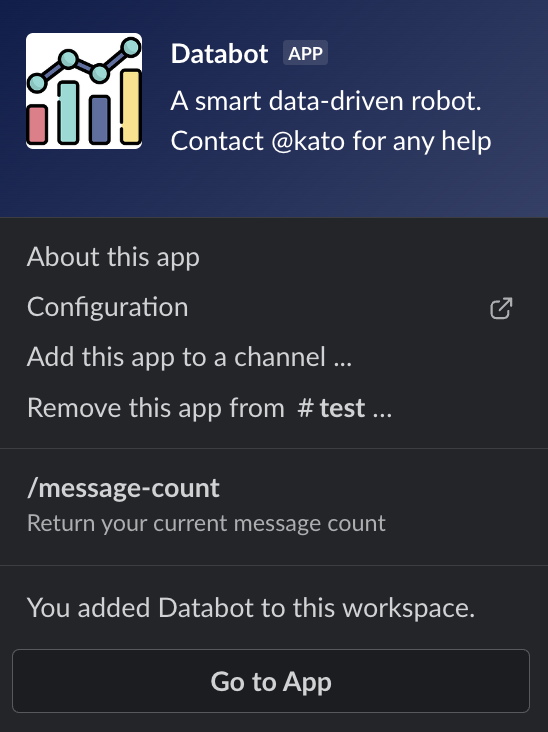 Databot APP
A smart data-driven robot.
Contact @kato for any help
About this app
Configuration
Add this app to a channel ...
Remove this app from # test ...
/message-count
Return your current message count
You added Databot to this workspace.
Go to App